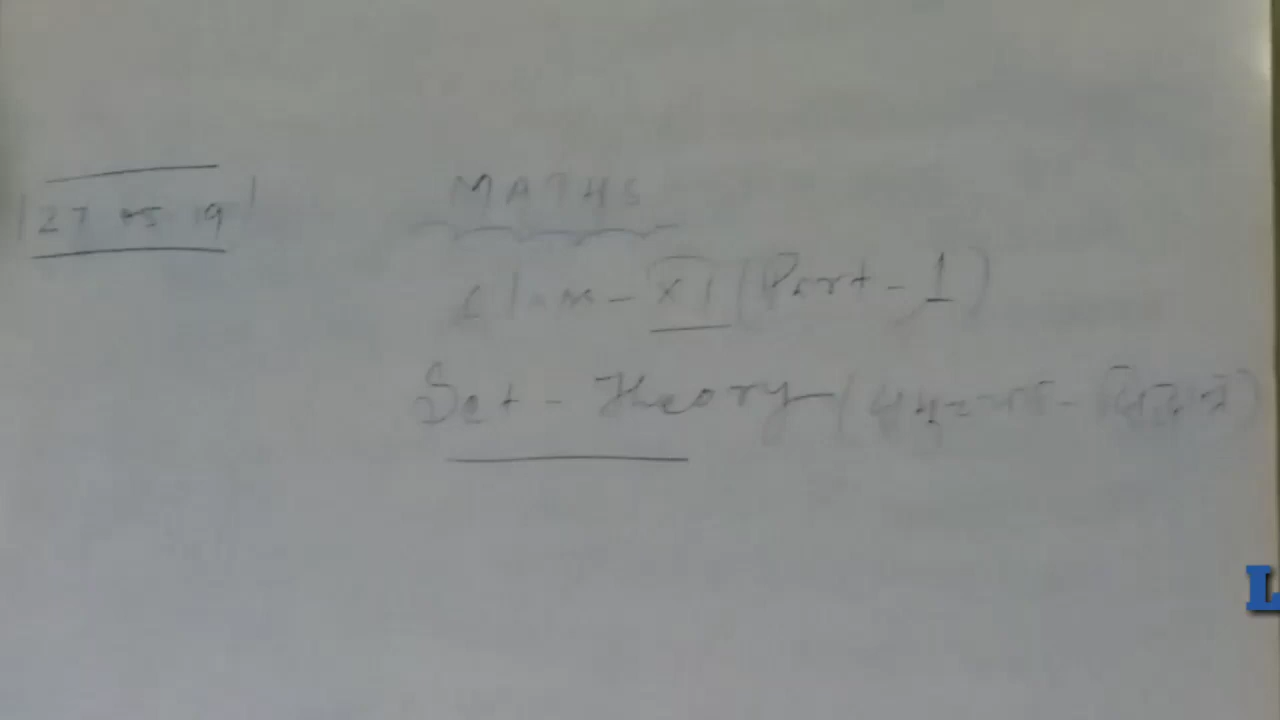 27 05 19
MATHS
Class - XI (Part - 1)
Set - Theory
L